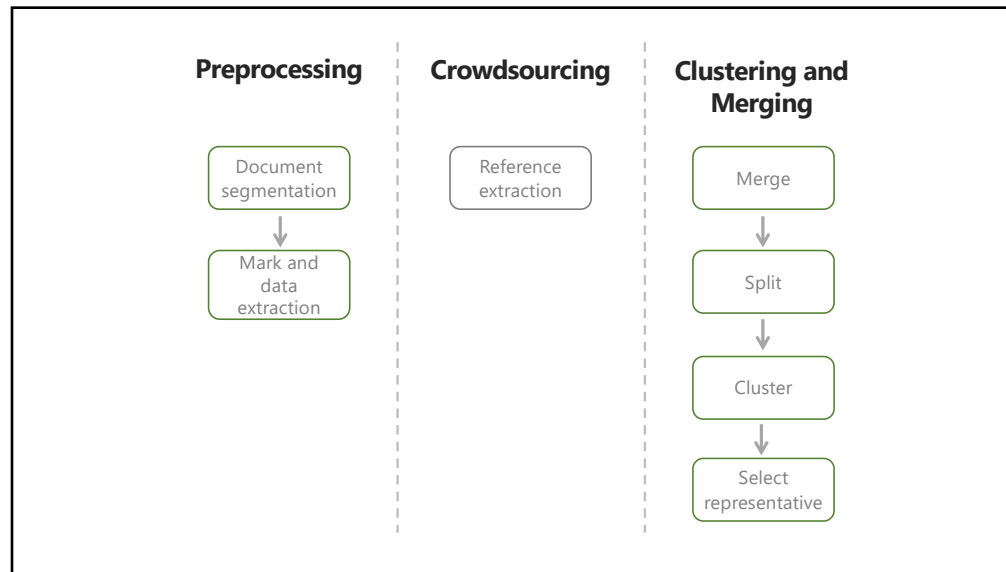 Preprocessing
Document
segmentation
Mark and
data
extraction
Crowdsourcing
Reference
extraction
Clustering and
Merging
Merge
Split
Cluster
Select
representative